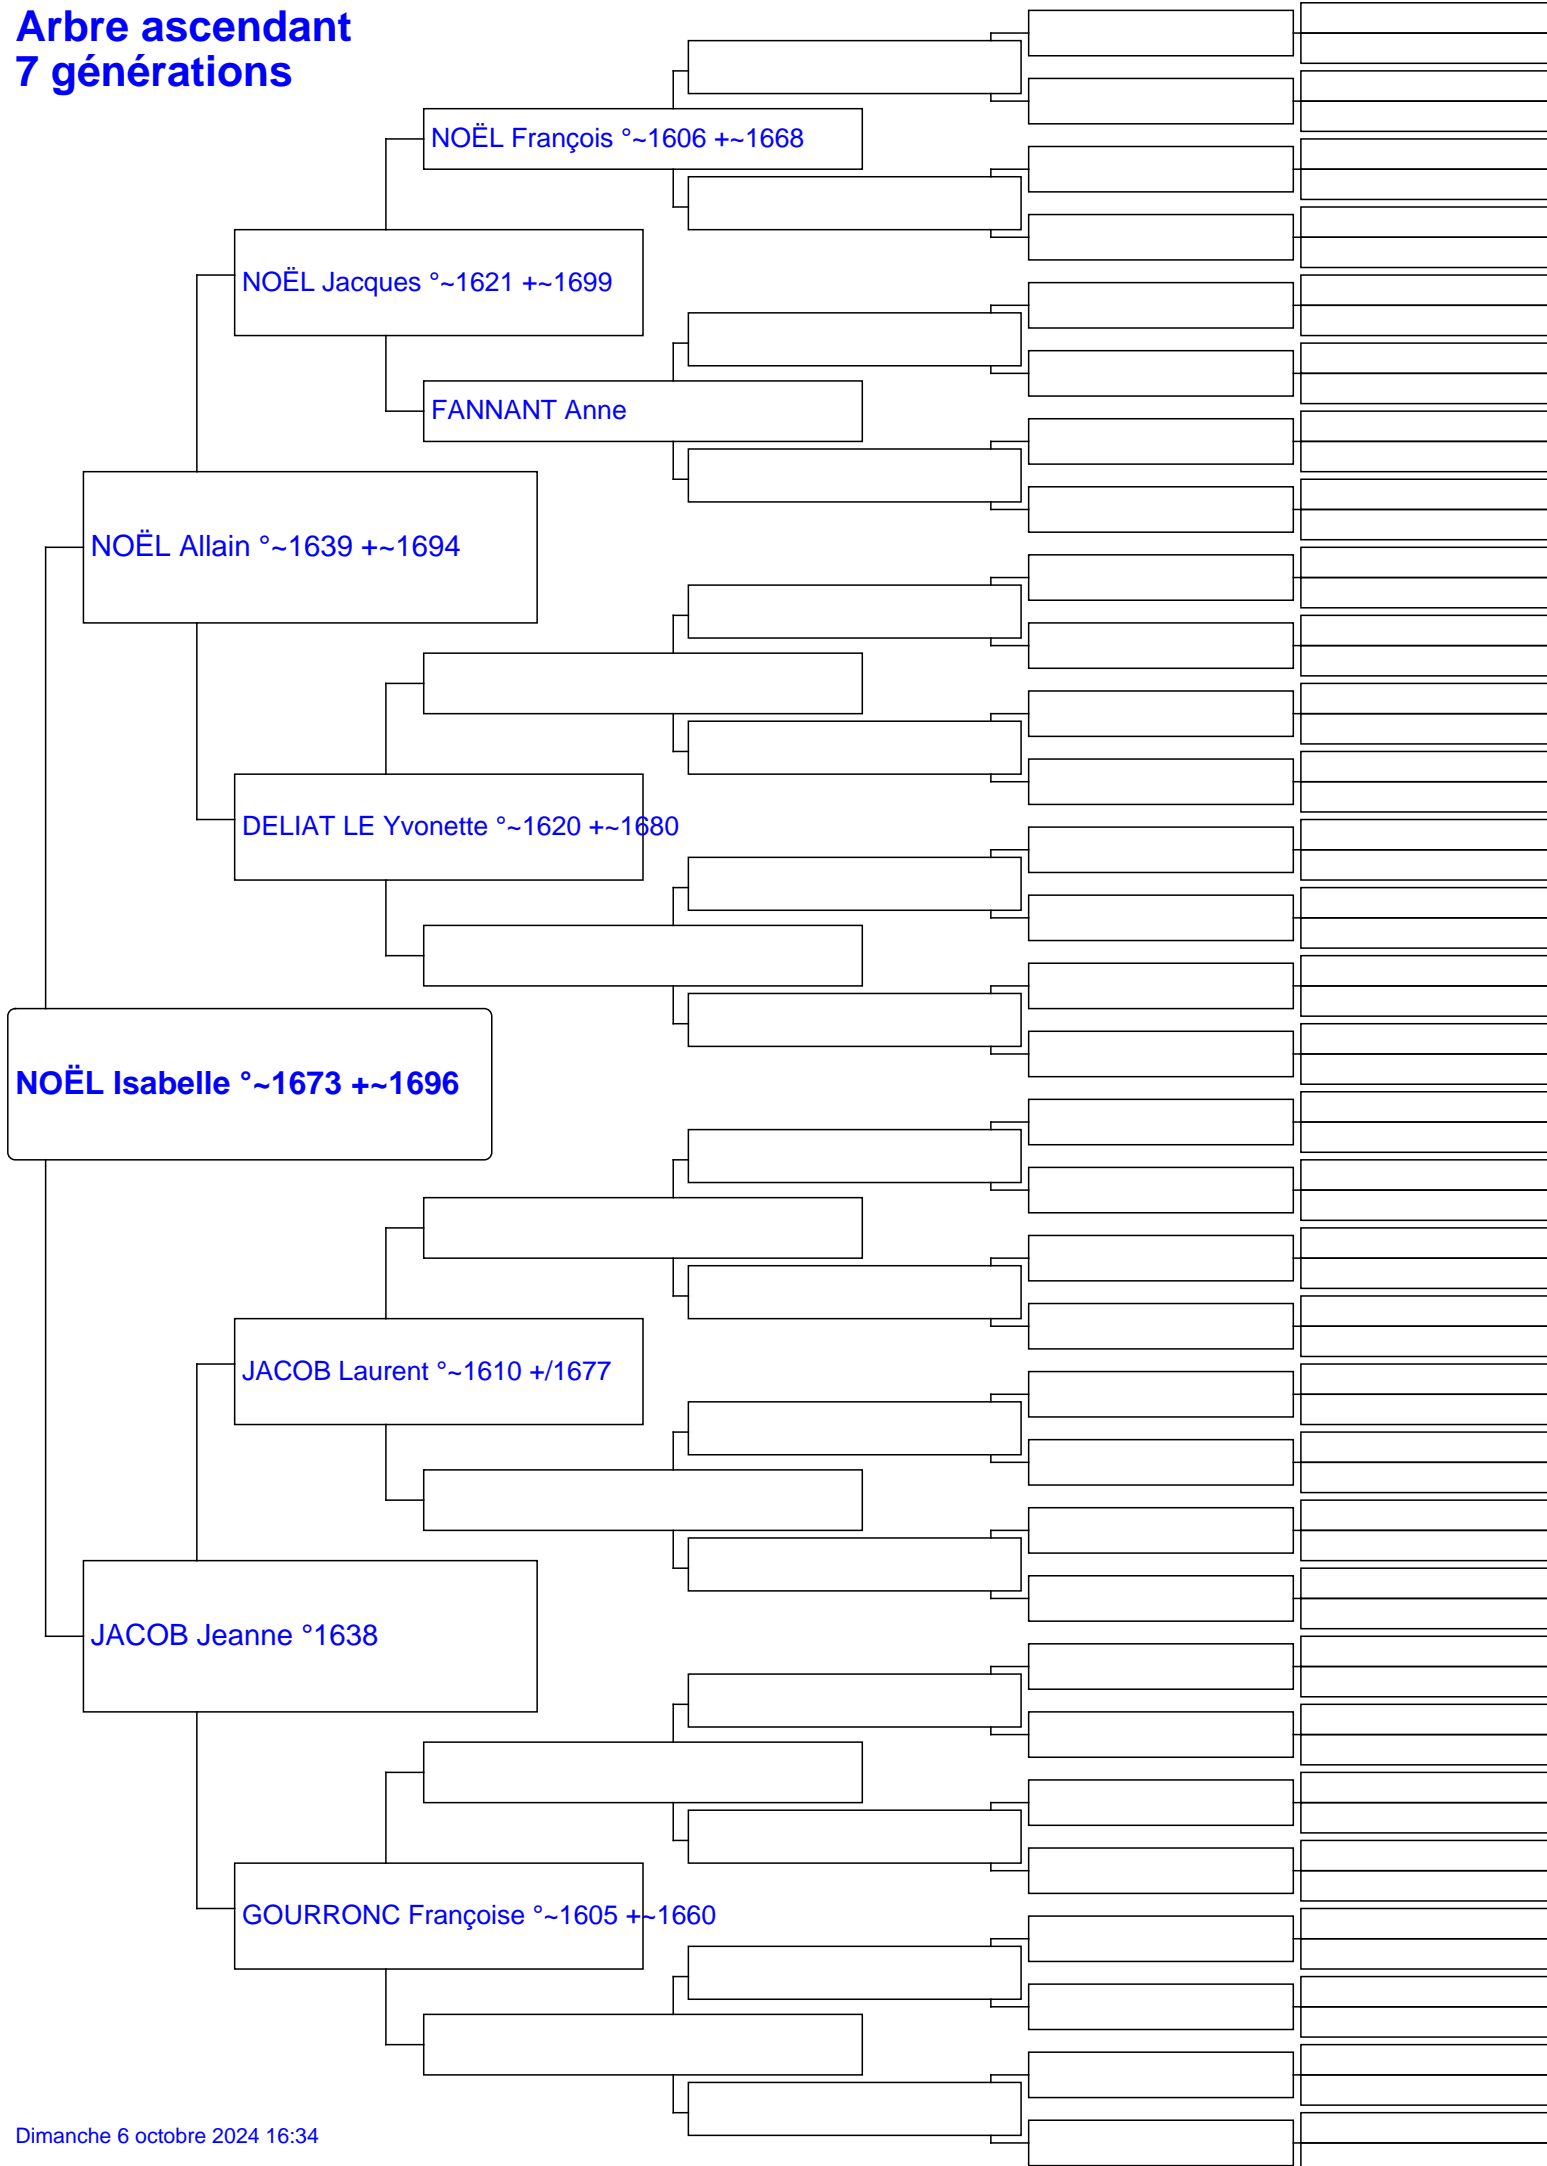 Arbre ascendant
7 générations
NOËL François °~1606 +~1668
NOËL Jacques °~1621 +~1699
FANNANT Anne
NOËL Allain °~1639 +~1694
DELIAT LE Yvonette °~1620 +~1680
NOËL Isabelle °~1673 +~1696
JACOB Laurent °~1610 +/1677
JACOB Jeanne °1638
GOURRONC Françoise °~1605 +~1660
Dimanche 6 octobre 2024 16:34